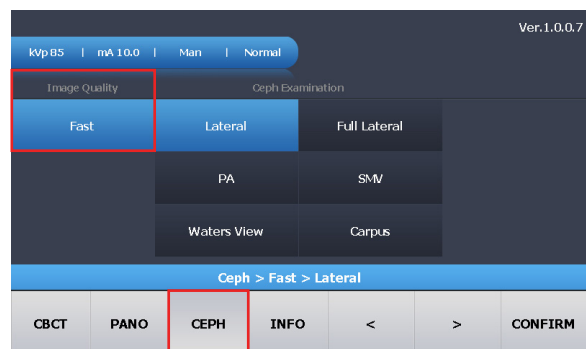 Ver.1.0.0.7
kVp 85 | mA 10.0 | Man | Normal
Image Quality Ceph Examination
Fast Lateral Full Lateral
PA SMV
Waters View Carpus
Ceph > Fast > Lateral
CBCT PANO CEPH INFO < > CONFIRM